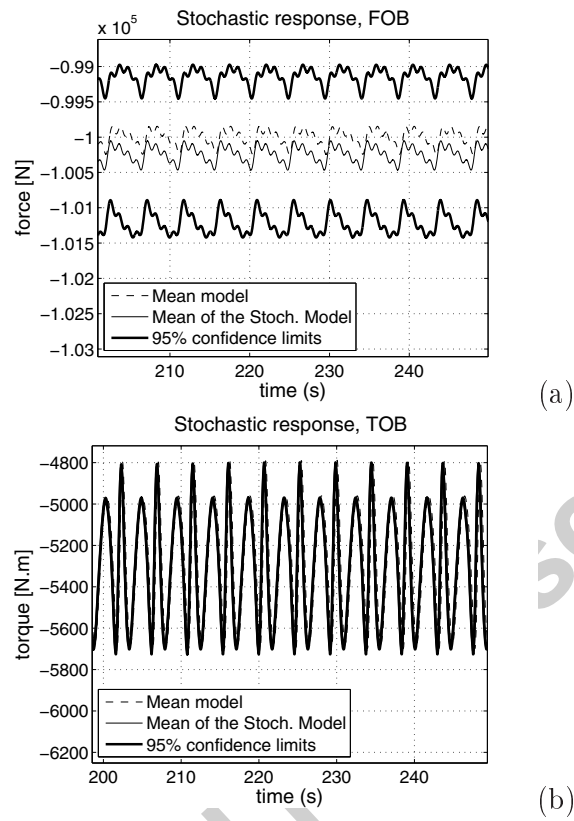 Stochastic response, FOB
x 10^5
−0.99
−0.995
−1
−1.005
−1.01
−1.015
−1.02
−1.025
−1.03
force [N]
Mean model
Mean of the Stoch. Model
95% confidence limits
210 220 230 240
time (s)
(a)
Stochastic response, TOB
−4800
−5000
−5200
−5400
−5600
−5800
−6000
−6200
torque [N.m]
Mean model
Mean of the Stoch. Model
95% confidence limits
200 210 220 230 240
time (s)
(b)